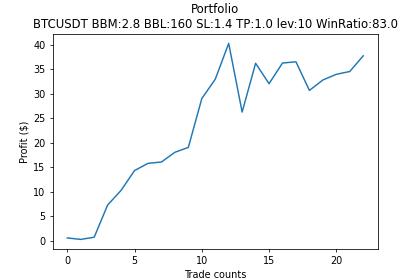 Portfolio
BTCUSDT BBM:2.8 BBL:160 SL:1.4 TP:1.0 lev:10 WinRatio:83.0
40
35
30
25
20
15
10
5
0
Profit ($)
0 5 10 15 20
Trade counts